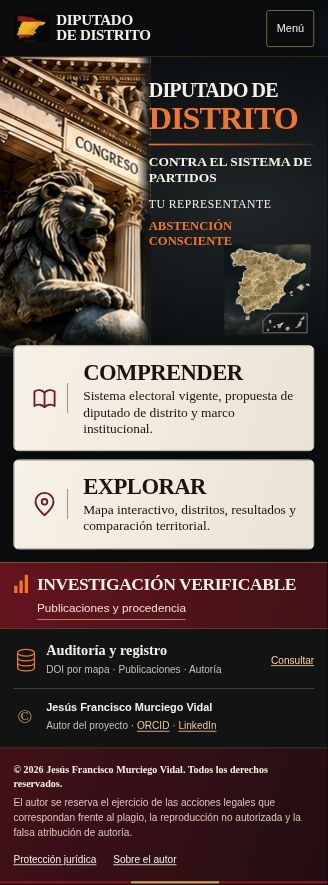 DIPUTADO
DE DISTRITO
Menú
CONGRESO
DIPUTADO DE
DISTRITO
CONTRA EL SISTEMA DE
PARTIDOS
TU REPRESENTANTE
ABSTENCIÓN
CONSCIENTE
COMPRENDER
Sistema electoral vigente, propuesta de
diputado de distrito y marco
institucional.
EXPLORAR
Mapa interactivo, distritos, resultados y
comparación territorial.
INVESTIGACIÓN VERIFICABLE
Publicaciones y procedencia
Auditoría y registro
DOI por mapa · Publicaciones · Autoría
Consultar
©
Jesús Francisco Murciego Vidal
Autor del proyecto · ORCID · LinkedIn
© 2026 Jesús Francisco Murciego Vidal. Todos los derechos
reservados.
El autor se reserva el ejercicio de las acciones legales que
correspondan frente al plagio, la reproducción no autorizada y la
falsa atribución de autoría.
Protección jurídica Sobre el autor